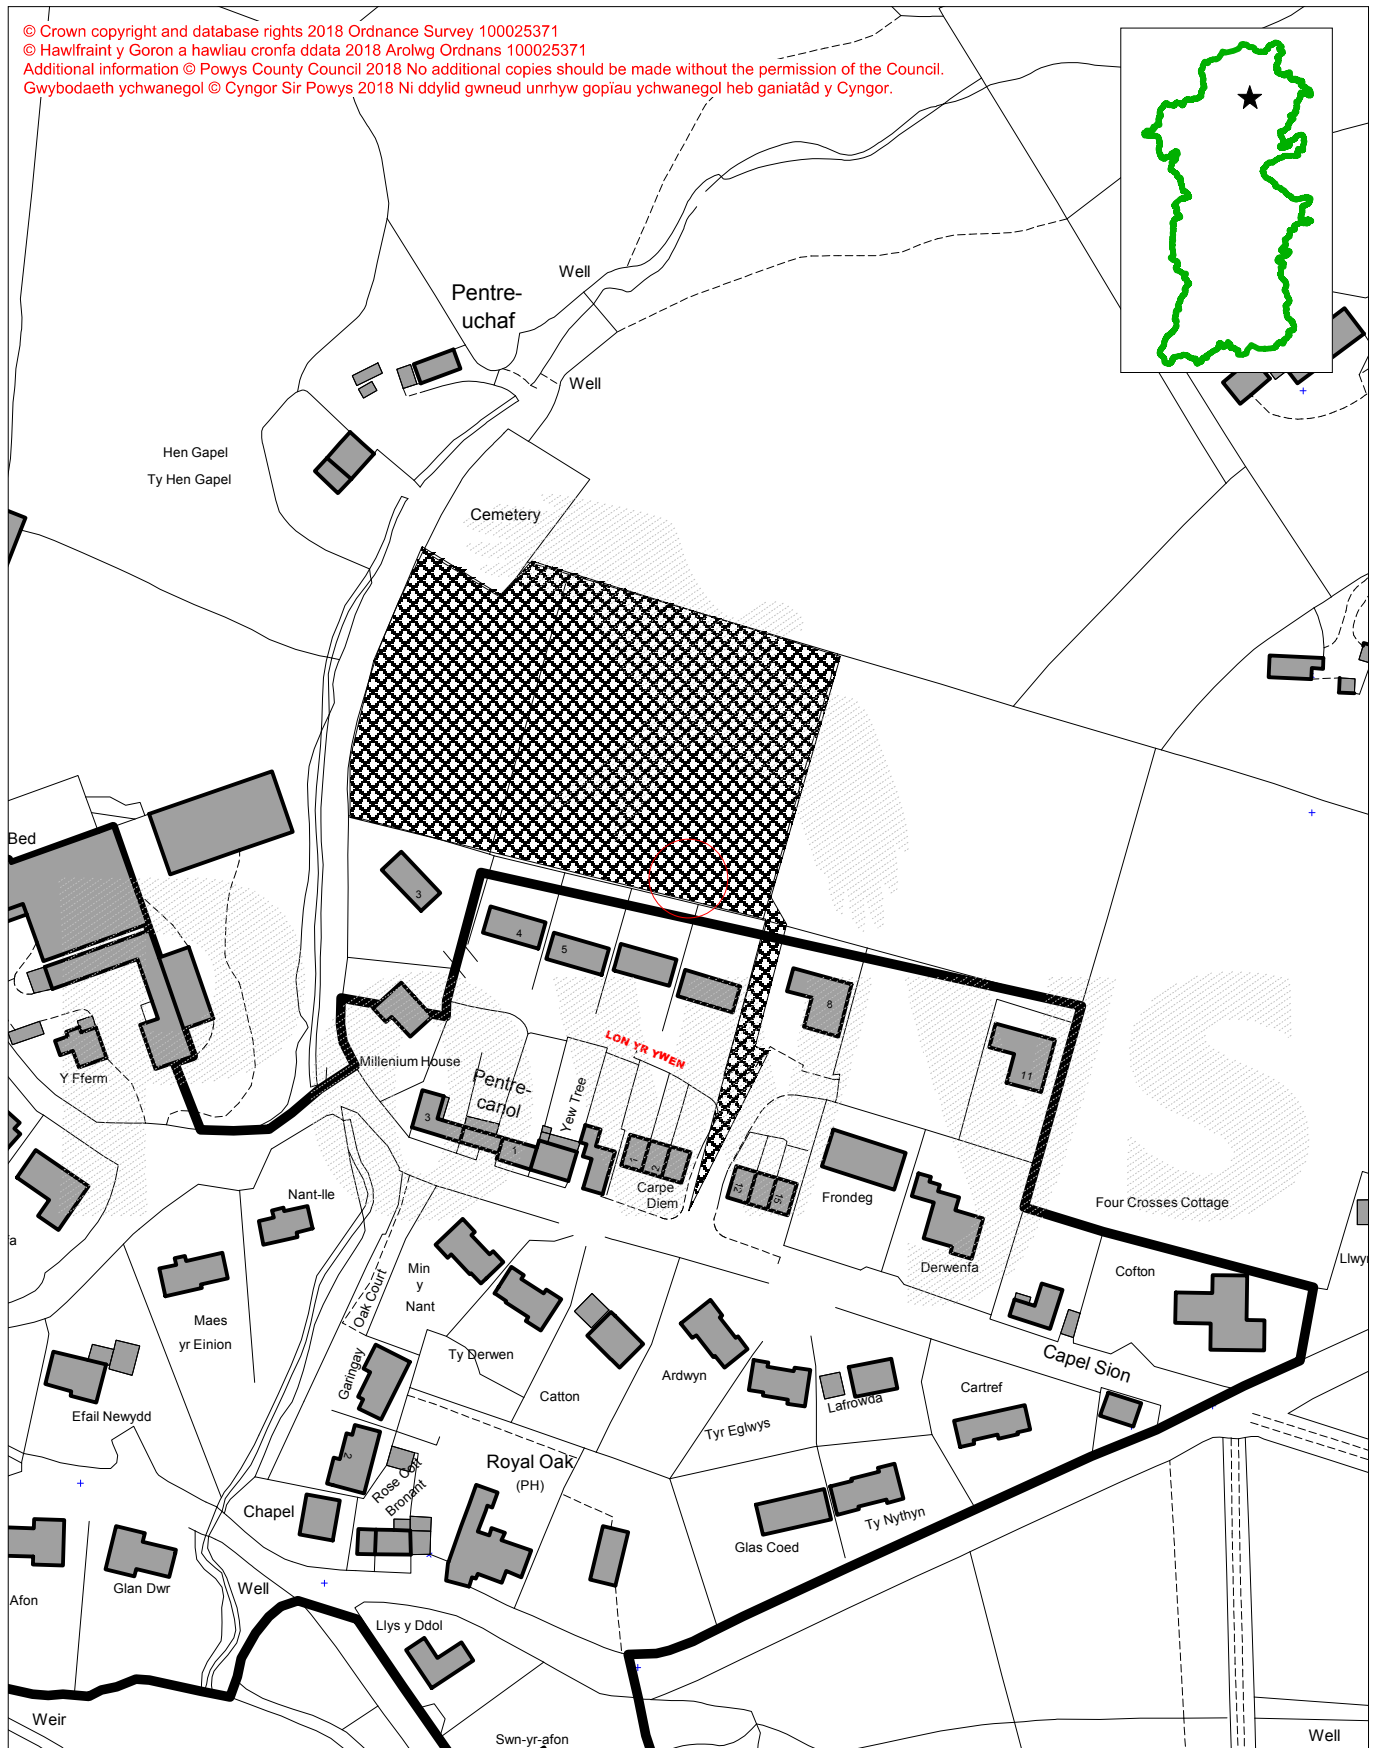 © Crown copyright and database rights 2018 Ordnance Survey 100025371
© Hawlfraint y Goron a hawliau cronfa ddata 2018 Arolwg Ordnans 100025371
Additional information © Powys County Council 2018 No additional copies should be made without the permission of the Council.
Gwybodaeth ychwanegol © Cyngor Sir Powys 2018 Ni ddylid gwneud unrhyw gopïau ychwanegol heb ganiatâd y Cyngor.
Well
Pentre-
uchaf
Well
Hen Gapel
Ty Hen Gapel
Cemetery
Bed
3
4
5
8
11
LON YR YWEN
Millenium House
Y Fferm
Pentre-
canol
Yew Tree
3
1
1
2
Carpe
Diem
12
15
Frondeg
Four Crosses Cottage
Nant-lle
fa
Derwenfa
Cofton
Llwyn
Min
y
Nant
Oak Court
Maes
yr Einion
Ty Derwen
Garingay
Catton
Ardwyn
Capel Sion
Cartref
Lafrowda
Tyr Eglwys
Efail Newydd
2
Royal Oak
(PH)
Rose Cott
Bronant
Chapel
Ty Nythyn
Glas Coed
Afon
Glan Dwr
Well
Llys y Ddol
Weir
Swn-yr-afon
Well